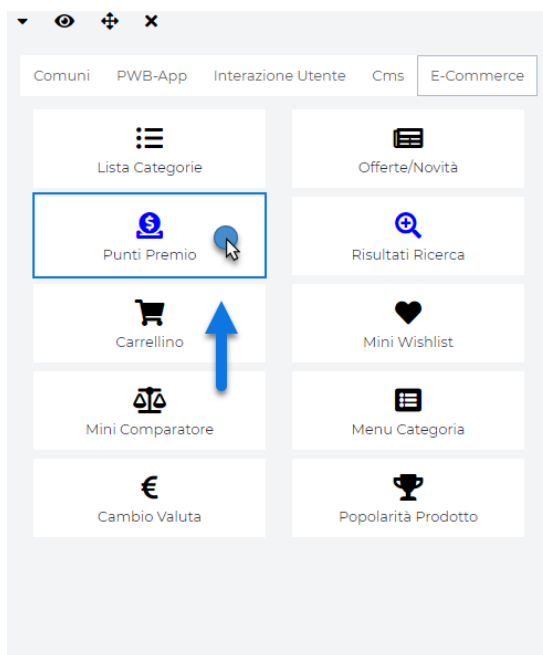 Comuni PWB-App Interazione Utente Cms E-Commerce
Lista Categorie Offerte/Novità
Punti Premio Risultati Ricerca
Carrellino Mini Wishlist
Mini Comparatore Menu Categoria
Cambio Valuta Popolarità Prodotto